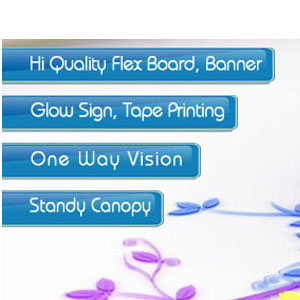 Hi Quality Flex Board, Banner
Glow Sign, Tape Printing
One Way Vision
Standy Canopy